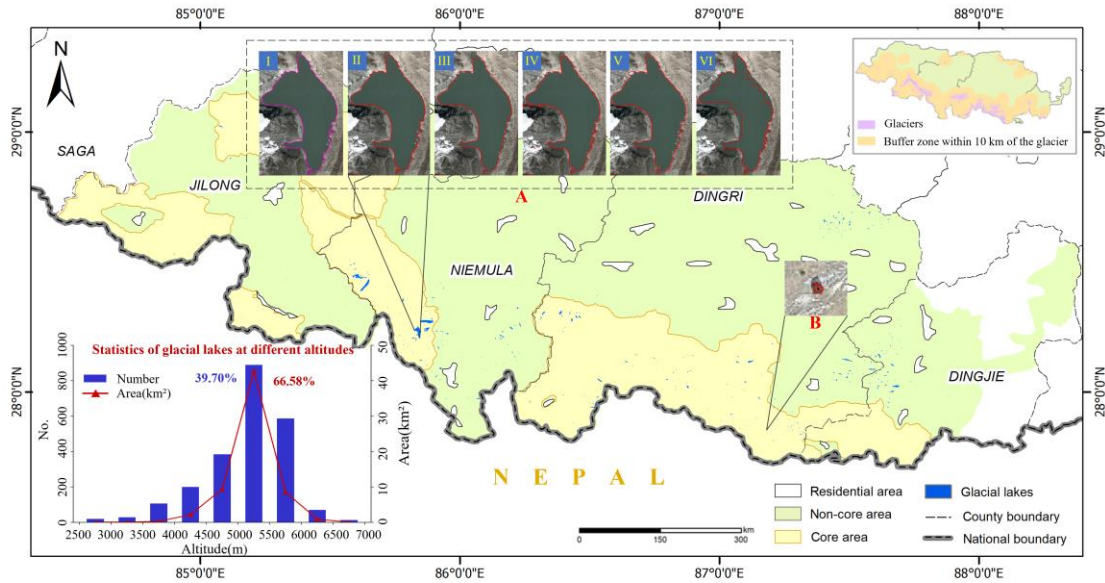 85°0'0"E 86°0'0"E 87°0'0"E 88°0'0"E
N
I II III IV V VI
Glaciers
Buffer zone within 10 km of the glacier
29°0'0"N
29°0'0"N
SAGA
JILONG
A
DINGRI
NIEMULA
B
DINGJIE
28°0'0"N
28°0'0"N
Statistics of glacial lakes at different altitudes
Number
Area(km²)
39.70%
66.58%
No.
1000
800
600
400
200
0
Area(km²)
50
40
30
20
10
0
2500 3000 3500 4000 4500 5000 5500 6000 6500 7000
Altitude(m)
NEPAL
0 150 300 km
Residential area
Non-core area
Core area
Glacial lakes
County boundary
National boundary
85°0'0"E 86°0'0"E 87°0'0"E 88°0'0"E